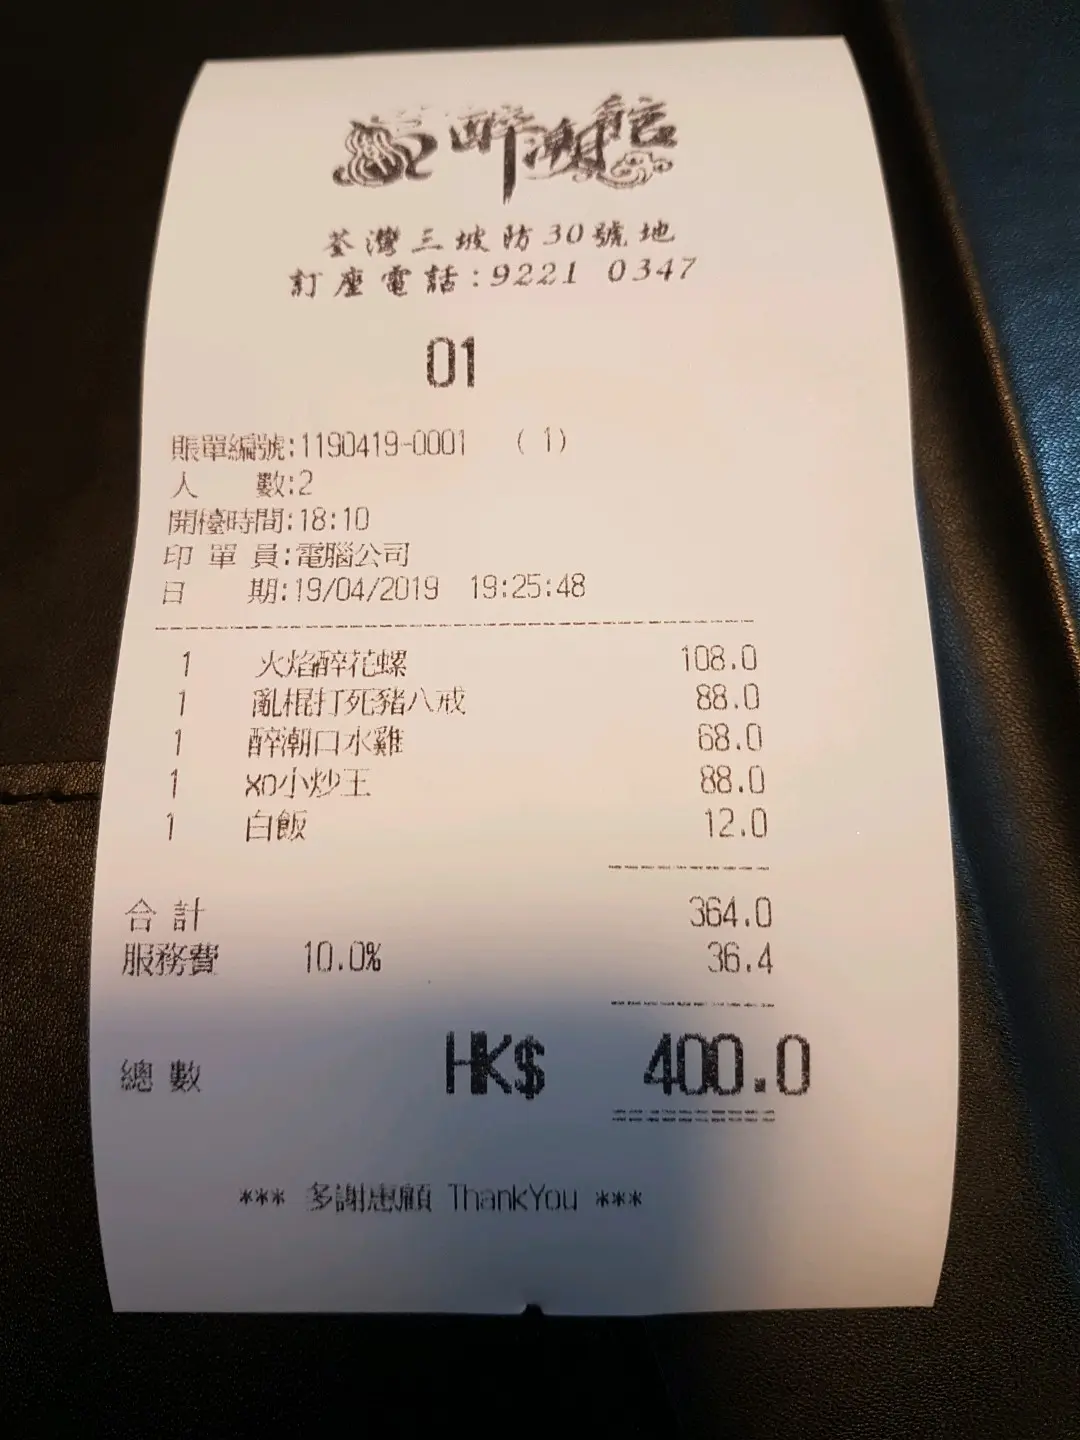 醉潮館
荃灣三坡防30號地
訂座電話:9221 0347
01
賬單編號:1190419-0001 ( 1)
人 數:2
開檯時間:18:10
印 單 員:電腦公司
日 期:19/04/2019 19:25:48
1 火焰醉花螺 108.0
1 亂棍打死豬八戒 88.0
1 醉潮口水雞 68.0
1 XO小炒王 88.0
1 白飯 12.0
合 計 364.0
服務費 10.0% 36.4
總 數 HK$ 400.0
*** 多謝惠顧 ThankYou ***